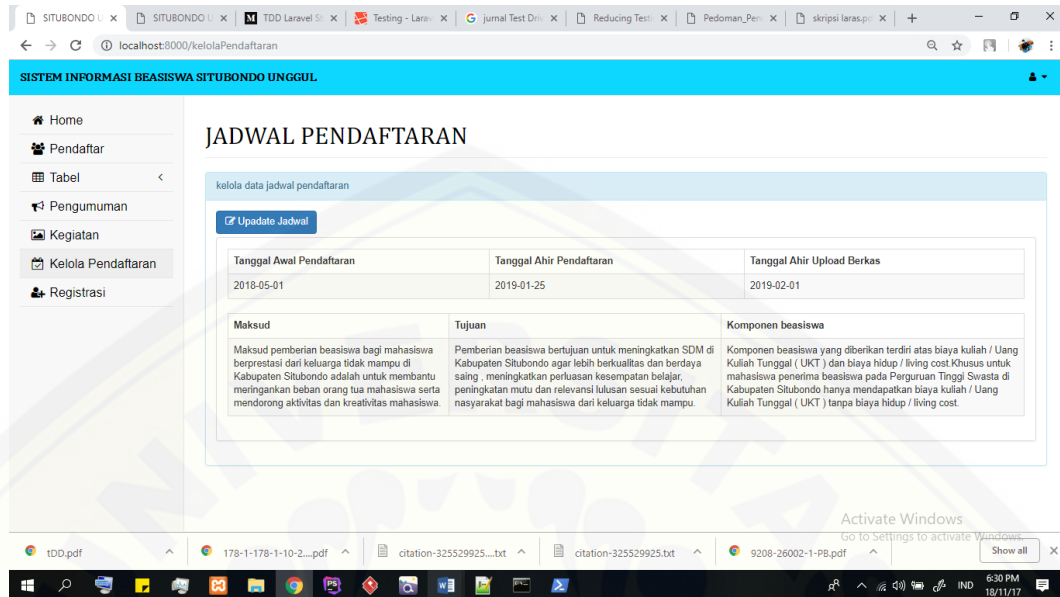 SITUBONDO U
SITUBONDO U
TDD Laravel S
Testing - Larav
jurnal Test Driv
Reducing Testi
Pedoman_Pen
skripsi laras.pd
localhost:8000/kelolaPendaftaran
SISTEM INFORMASI BEASISWA SITUBONDO UNGGUL
Home
Pendaftar
Tabel
Pengumuman
Kegiatan
Kelola Pendaftaran
Registrasi
JADWAL PENDAFTARAN
kelola data jadwal pendaftaran
Upadate Jadwal
Tanggal Awal Pendaftaran Tanggal Ahir Pendaftaran Tanggal Ahir Upload Berkas
2018-05-01 2019-01-25 2019-02-01
Maksud
Maksud pemberian beasiswa bagi mahasiswa
berprestasi dari keluarga tidak mampu di
Kabupaten Situbondo adalah untuk membantu
meringankan beban orang tua mahasiswa serta
mendorong aktivitas dan kreativitas mahasiswa.
Tujuan
Pemberian beasiswa bertujuan untuk meningkatkan SDM di
Kabupaten Situbondo agar lebih berkualitas dan berdaya
saing , meningkatkan perluasan kesempatan belajar,
peningkatan mutu dan relevansi lulusan sesuai kebutuhan
nasyarakat bagi mahasiswa dari keluarga tidak mampu.
Komponen beasiswa
Komponen beasiswa yang diberikan terdiri atas biaya kuliah / Uang
Kuliah Tunggal ( UKT ) dan biaya hidup / living cost.Khusus untuk
mahasiswa penerima beasiswa pada Perguruan Tinggi Swasta di
Kabupaten Situbondo hanya mendapatkan biaya kuliah / Uang
Kuliah Tunggal ( UKT ) tanpa biaya hidup / living cost.
Activate Windows
Go to Settings to activate Windows.
tDD.pdf
178-1-178-1-10-2....pdf
citation-325529925....txt
citation-325529925.txt
9208-26002-1-PB.pdf
Show all
IND
6:30 PM
18/11/17